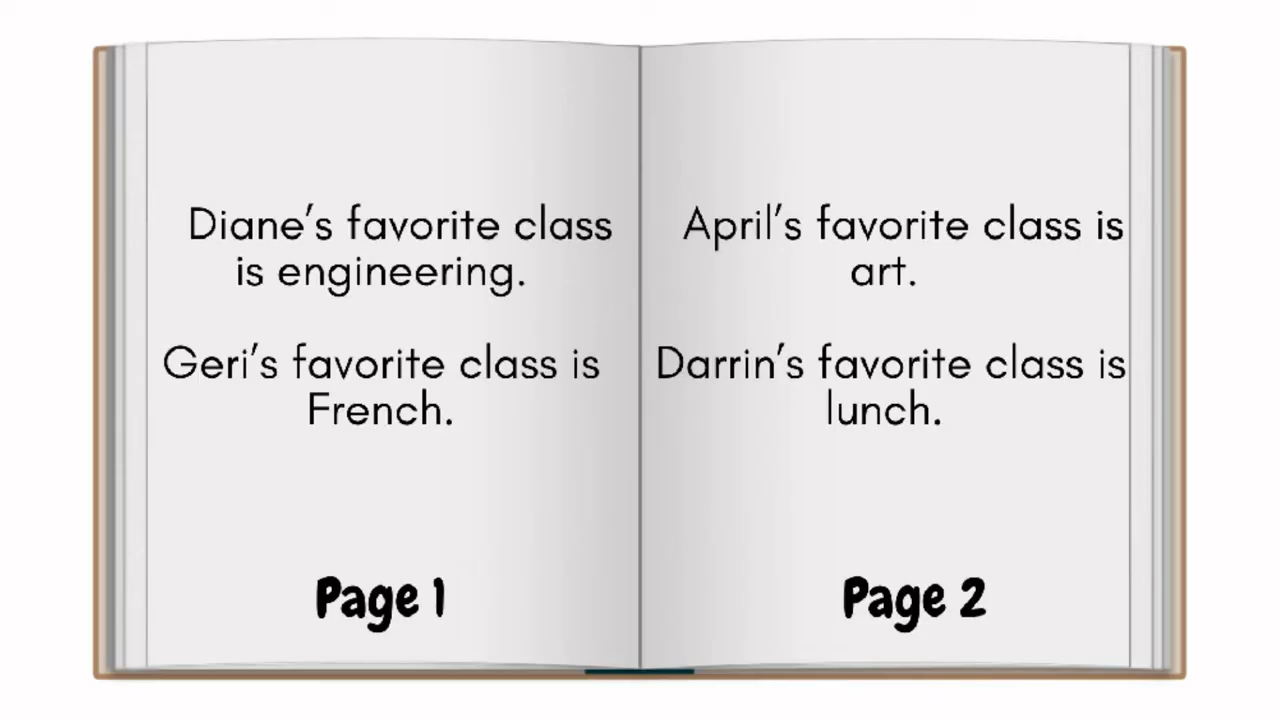 Diane’s favorite class
is engineering.
Geri’s favorite class is
French.
Page 1
April’s favorite class is
art.
Darrin’s favorite class is
lunch.
Page 2